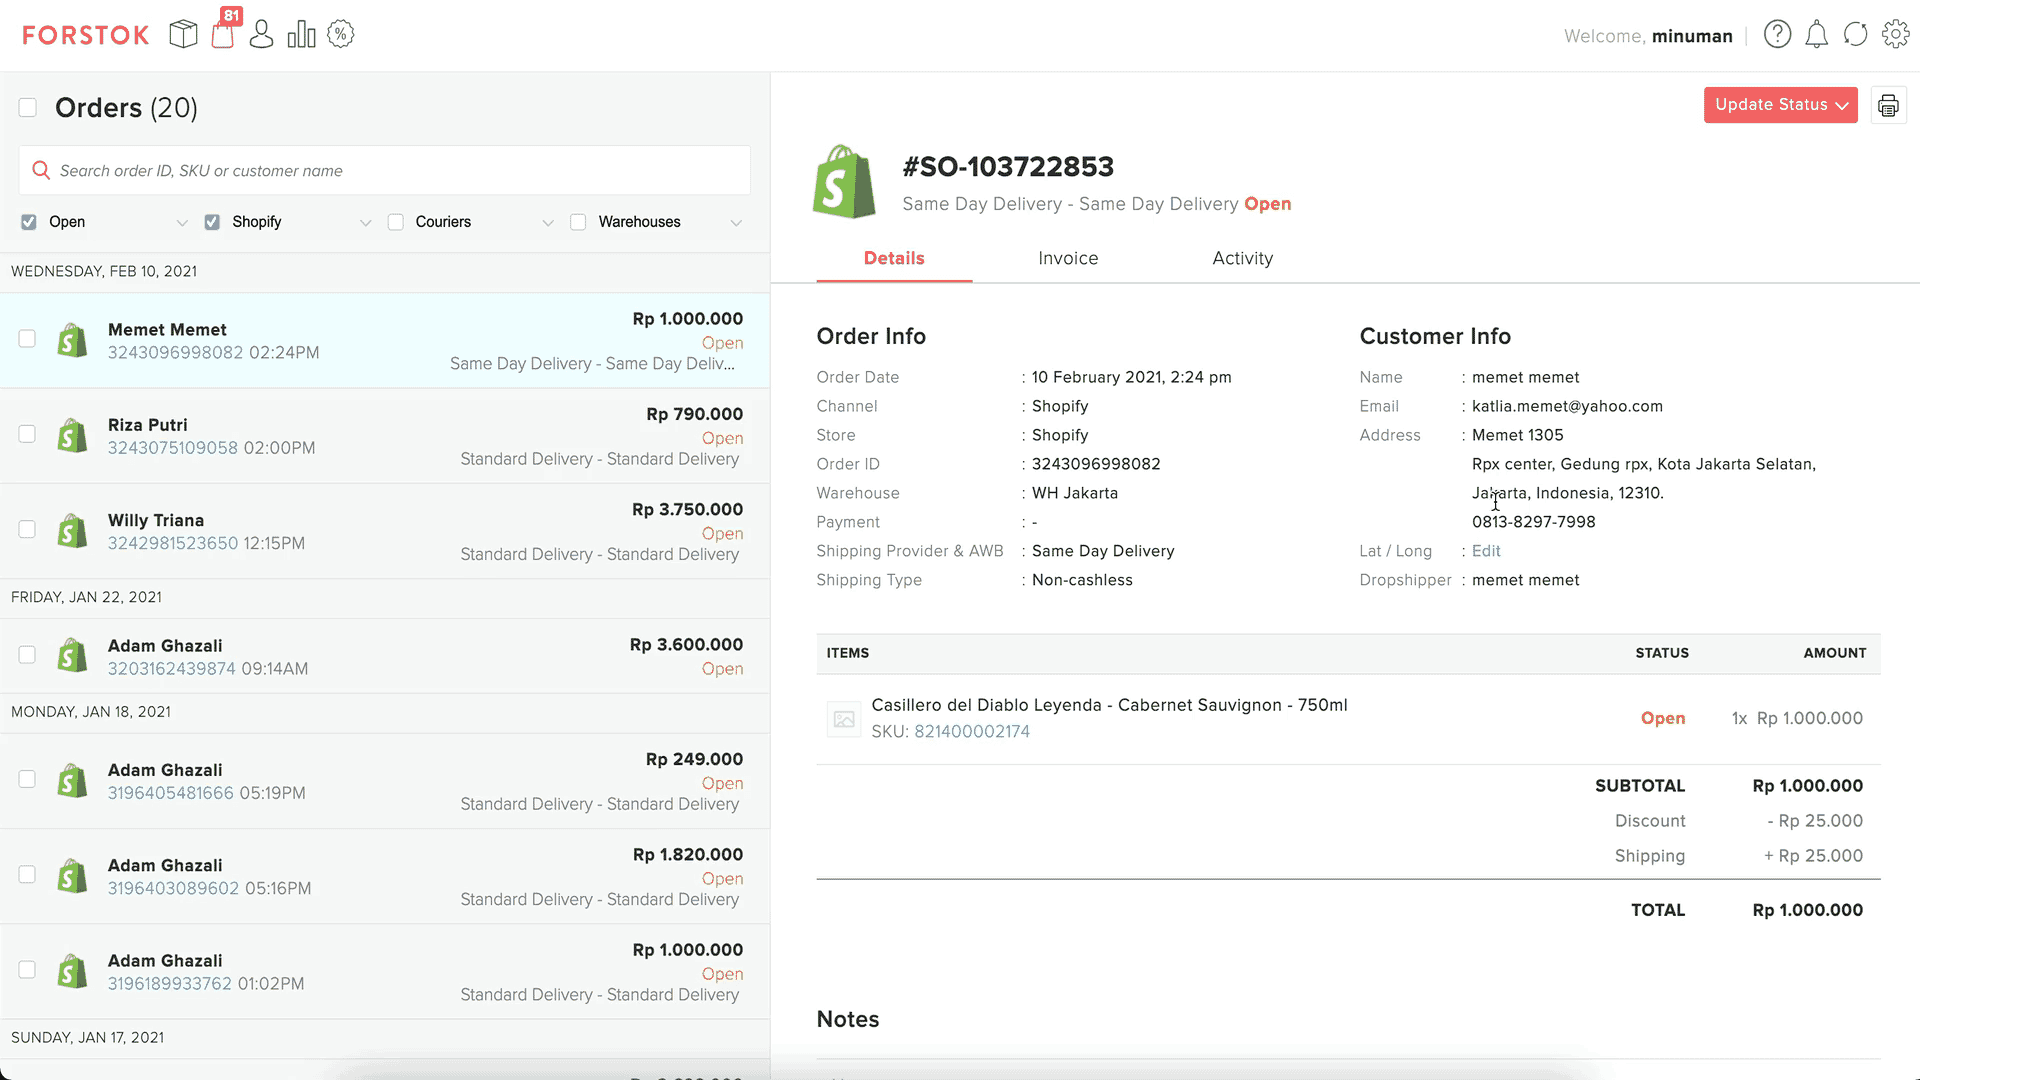 FORSTOK
81
%
Welcome, minuman
?
Orders (20)
Search order ID, SKU or customer name
Open
Shopify
Couriers
Warehouses
WEDNESDAY, FEB 10, 2021
Memet Memet
3243096998082 02:24PM
Rp 1.000.000
Open
Same Day Delivery - Same Day Deliv...
Riza Putri
3243075109058 02:00PM
Rp 790.000
Open
Standard Delivery - Standard Delivery
Willy Triana
3242981523650 12:15PM
Rp 3.750.000
Open
Standard Delivery - Standard Delivery
FRIDAY, JAN 22, 2021
Adam Ghazali
3203162439874 09:14AM
Rp 3.600.000
Open
MONDAY, JAN 18, 2021
Adam Ghazali
3196405481666 05:19PM
Rp 249.000
Open
Standard Delivery - Standard Delivery
Adam Ghazali
3196403089602 05:16PM
Rp 1.820.000
Open
Standard Delivery - Standard Delivery
Adam Ghazali
3196189933762 01:02PM
Rp 1.000.000
Open
Standard Delivery - Standard Delivery
SUNDAY, JAN 17, 2021
Update Status
#SO-103722853
Same Day Delivery - Same Day Delivery Open
Details
Invoice
Activity
Order Info
Order Date : 10 February 2021, 2:24 pm
Channel : Shopify
Store : Shopify
Order ID : 3243096998082
Warehouse : WH Jakarta
Payment : -
Shipping Provider & AWB : Same Day Delivery
Shipping Type : Non-cashless
Customer Info
Name : memet memet
Email : katlia.memet@yahoo.com
Address : Memet 1305
Rpx center, Gedung rpx, Kota Jakarta Selatan,
Jakarta, Indonesia, 12310.
0813-8297-7998
Lat / Long : Edit
Dropshipper : memet memet
ITEMS STATUS AMOUNT
Casillero del Diablo Leyenda - Cabernet Sauvignon - 750ml
SKU: 821400002174
Open
1x Rp 1.000.000
SUBTOTAL Rp 1.000.000
Discount - Rp 25.000
Shipping + Rp 25.000
TOTAL Rp 1.000.000
Notes